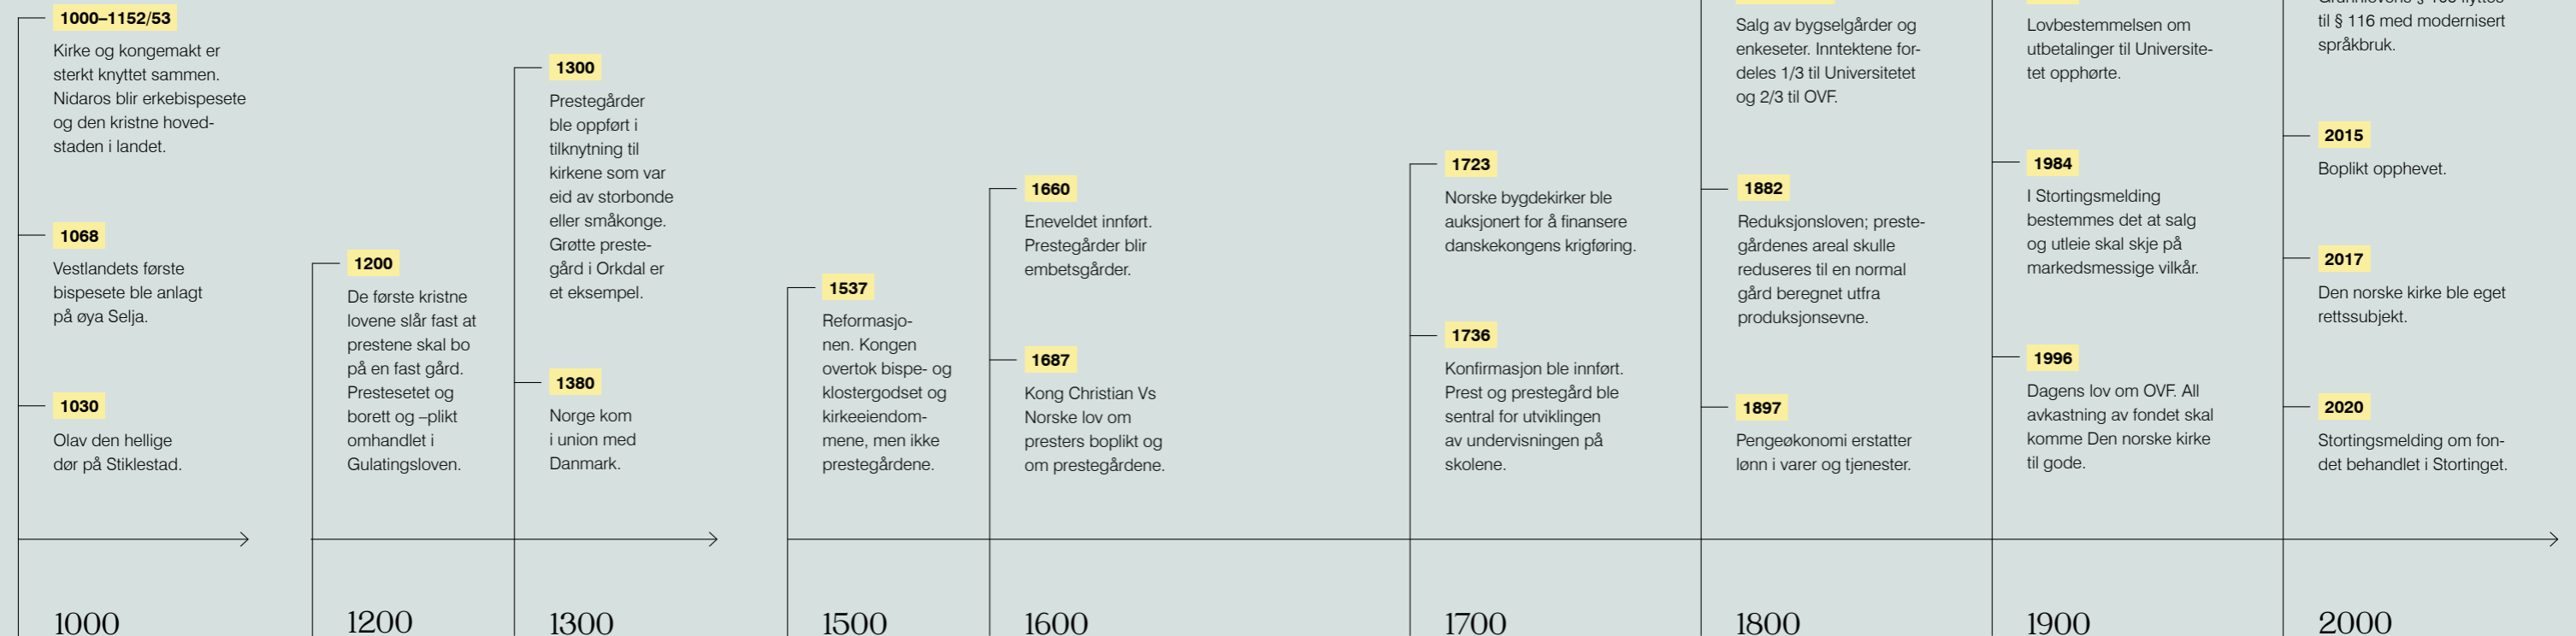 1000–1152/53
Kirke og kongemakt er
sterkt knyttet sammen.
Nidaros blir erkebispesete
og den kristne hoved-
staden i landet.
1068
Vestlandets første
bispesete ble anlagt
på øya Selja.
1030
Olav den hellige
dør på Stiklestad.
1000
1200
De første kristne
lovene slår fast at
prestene skal bo
på en fast gård.
Prestesetet og
borett og –plikt
omhandlet i
Gulatingsloven.
1200
1300
Prestegårder
ble oppført i
tilknytning til
kirkene som var
eid av storbonde
eller småkonge.
Grøtte preste-
gård i Orkdal er
et eksempel.
1380
Norge kom
i union med
Danmark.
1300
1537
Reformasjo-
nen. Kongen
overtok bispe- og
klostergodset og
kirkeeiendom-
mene, men ikke
prestegårdene.
1500
1660
Eneveldet innført.
Prestegårder blir
embetsgårder.
1687
Kong Christian Vs
Norske lov om
presters boplikt og
om prestegårdene.
1600
1723
Norske bygdekirker ble
auksjonert for å finansere
danskekongens krigføring.
1736
Konfirmasjon ble innført.
Prest og prestegård ble
sentral for utviklingen
av undervisningen på
skolene.
1700
Salg av bygselgårder og
enkeseter. Inntektene for-
deles 1/3 til Universitetet
og 2/3 til OVF.
1882
Reduksjonsloven; preste-
gårdenes areal skulle
reduseres til en normal
gård beregnet utfra
produksjonsevne.
1897
Pengeøkonomi erstatter
lønn i varer og tjenester.
1800
Lovbestemmelsen om
utbetalinger til Universite-
tet opphørte.
1984
I Stortingsmelding
bestemmes det at salg
og utleie skal skje på
markedsmessige vilkår.
1996
Dagens lov om OVF. All
avkastning av fondet skal
komme Den norske kirke
til gode.
1900
til § 116 med modernisert
språkbruk.
2015
Boplikt opphevet.
2017
Den norske kirke ble eget
rettssubjekt.
2020
Stortingsmelding om fon-
det behandlet i Stortinget.
2000